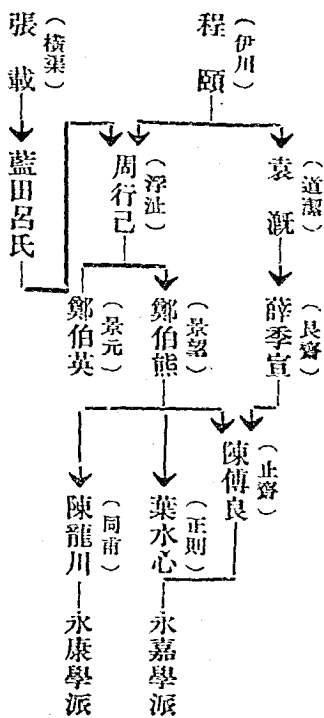 （伊川）
程頤
（橫渠）
張載
（道潔）
袁漑
（浮沚）
周行己
藍田呂氏
（艮齋）
薛季宣
（景望）
鄭伯熊
（景元）
鄭伯英
（止齋）
陳傅良
（正則）
葉水心
（同甫）
陳龍川
永嘉學派
永康學派